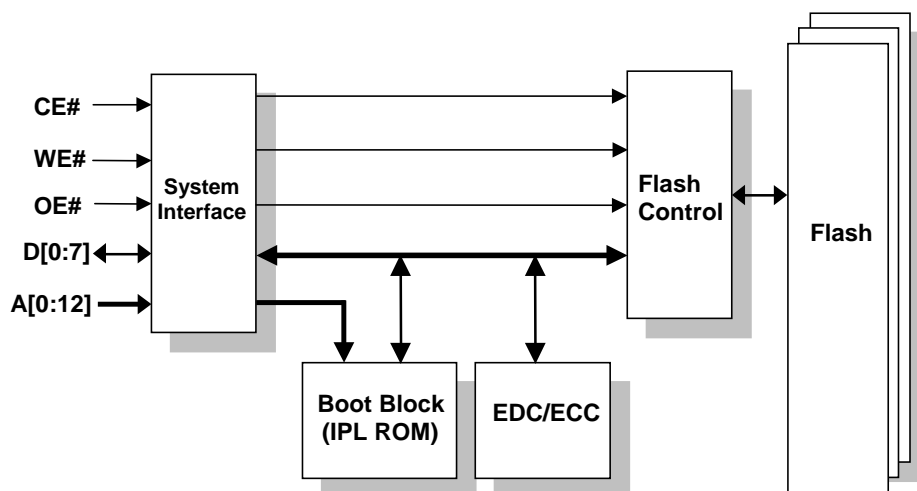 CE#
WE#
OE#
D[0:7]
A[0:12]
System
Interface
Flash
Control
Flash
Boot Block
(IPL ROM)
EDC/ECC